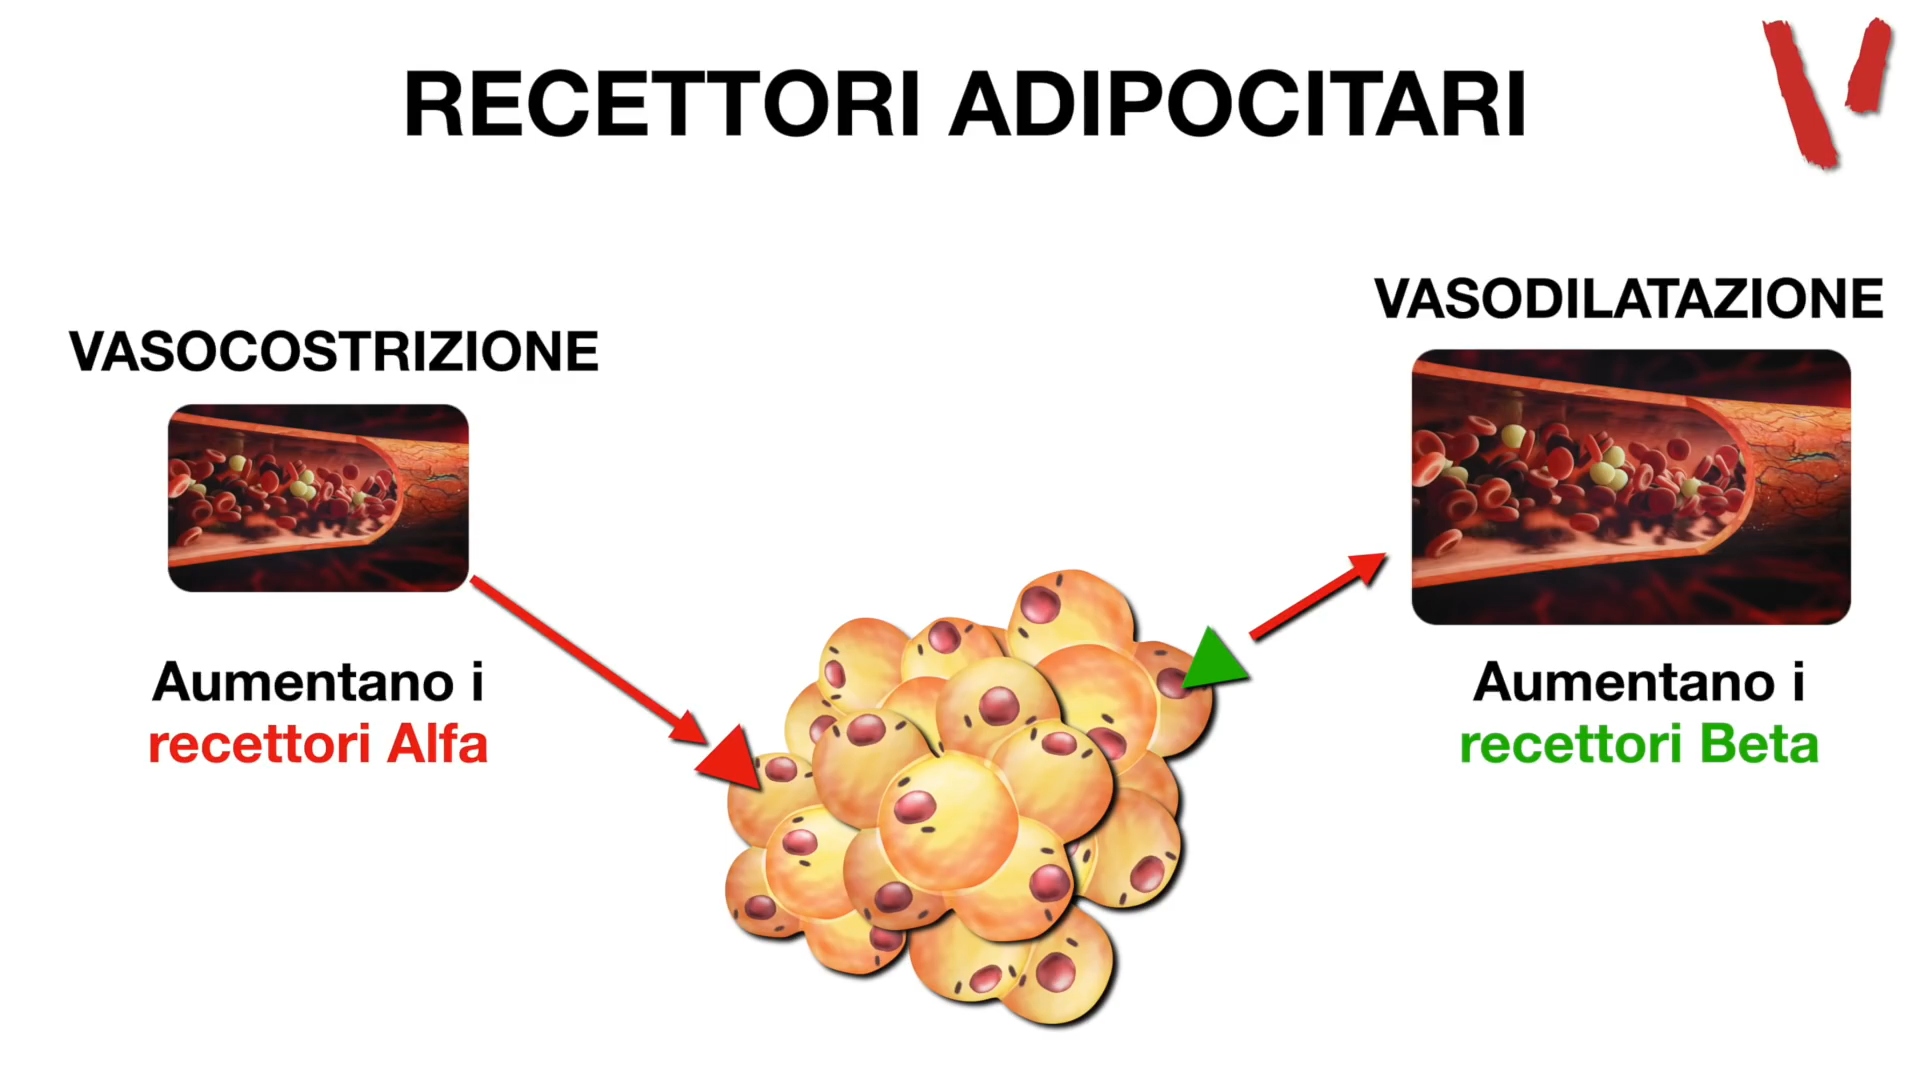 RECETTORI ADIPOCITARI
VASOCOSTRIZIONE
Aumentano i
recettori Alfa
VASODILATAZIONE
Aumentano i
recettori Beta